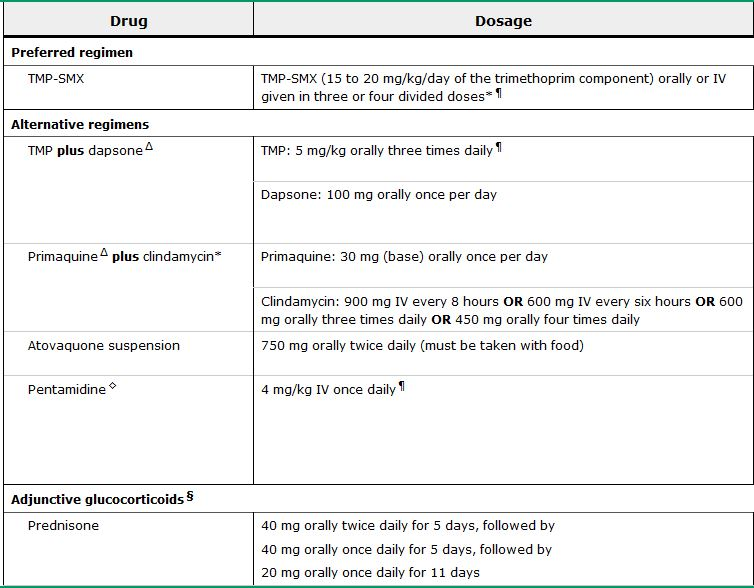 Drug Dosage
Preferred regimen
TMP-SMX TMP-SMX (15 to 20 mg/kg/day of the trimethoprim component) orally or IV
given in three or four divided doses* ¶
Alternative regimens
TMP plus dapsone Δ TMP: 5 mg/kg orally three times daily ¶
Dapsone: 100 mg orally once per day
Primaquine Δ plus clindamycin* Primaquine: 30 mg (base) orally once per day
Clindamycin: 900 mg IV every 8 hours OR 600 mg IV every six hours OR 600
mg orally three times daily OR 450 mg orally four times daily
Atovaquone suspension 750 mg orally twice daily (must be taken with food)
Pentamidine ◇ 4 mg/kg IV once daily ¶
Adjunctive glucocorticoids §
Prednisone 40 mg orally twice daily for 5 days, followed by
40 mg orally once daily for 5 days, followed by
20 mg orally once daily for 11 days